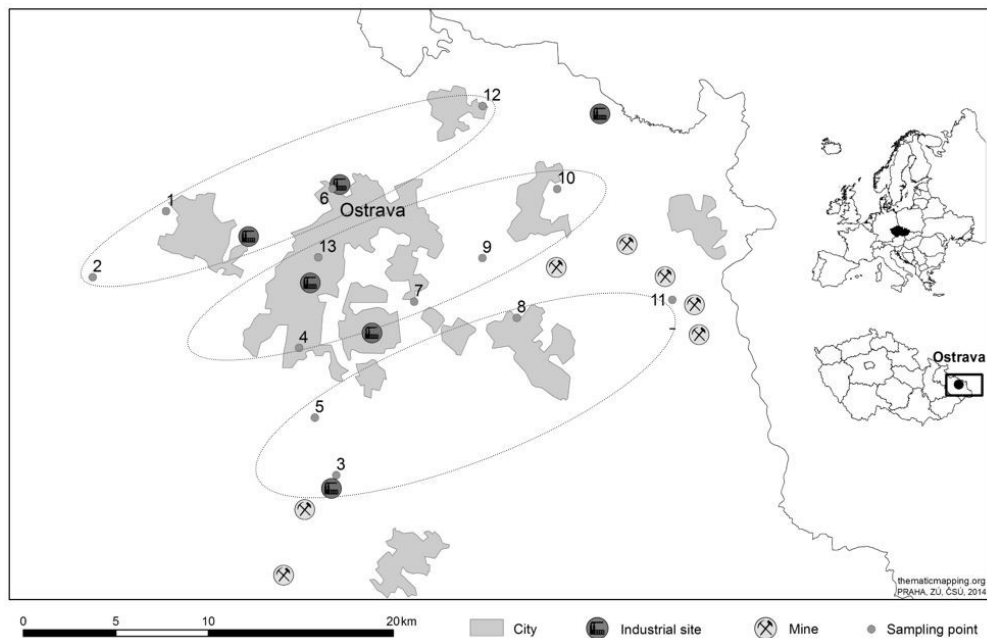 12
1
6
Ostrava
10
2
13
9
7
11
8
4
5
3
Ostrava
thematicmapping.org
PRAHA, ZÚ, ČSÚ, 2014
0 5 10 20km
City Industrial site Mine Sampling point